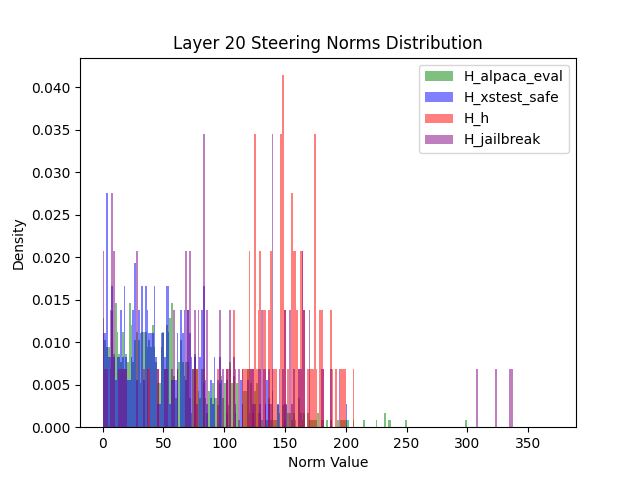 Layer 20 Steering Norms Distribution
H_alpaca_eval
H_xstest_safe
H_h
H_jailbreak
0.040
0.035
0.030
0.025
0.020
0.015
0.010
0.005
0.000
Density
0 50 100 150 200 250 300 350
Norm Value